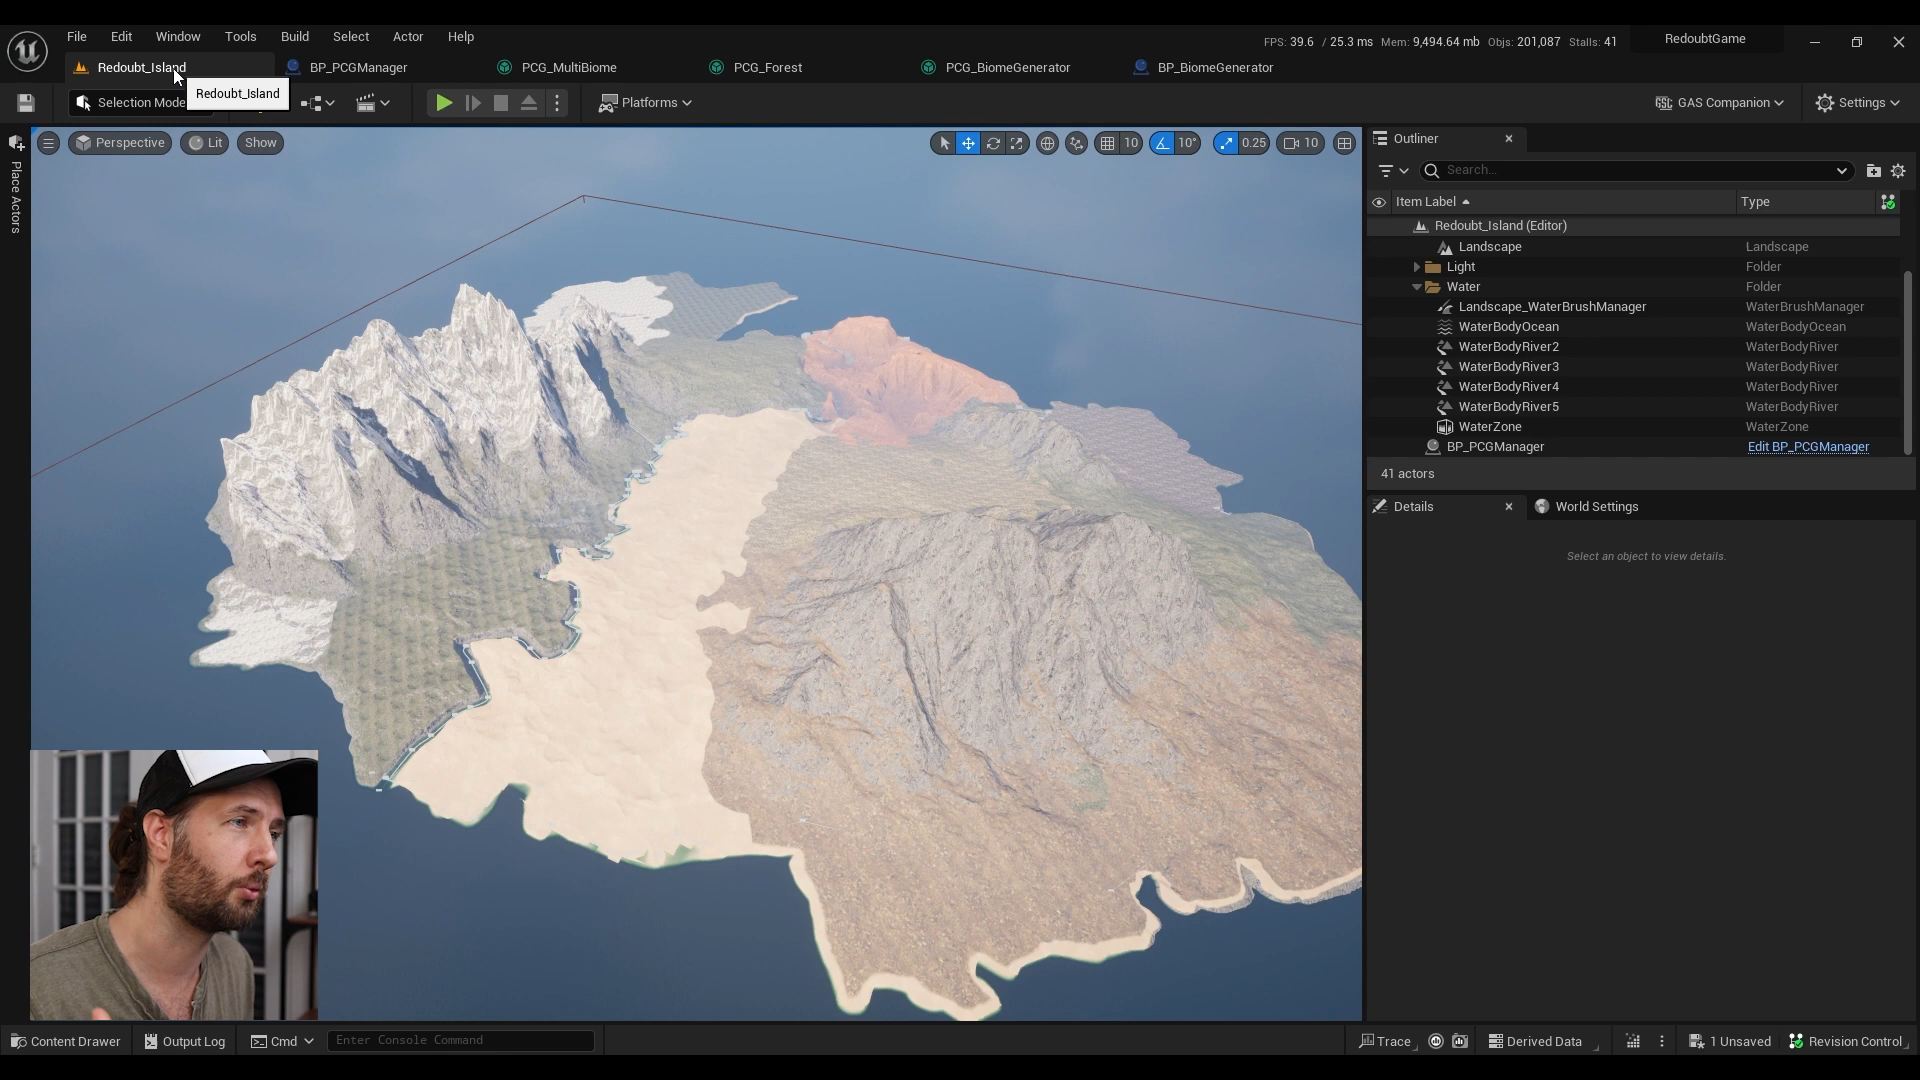 File Edit Window Tools Build Select Actor Help
FPS: 39.6 / 25.3 ms Mem: 9,494.64 mb Objs: 201,087 Stalls: 41
RedoubtGame
Redoubt_Island
BP_PCGManager
PCG_MultiBiome
PCG_Forest
PCG_BiomeGenerator
BP_BiomeGenerator
Selection Mode
Redoubt_Island
Platforms
GAS Companion
Settings
Place Actors
Perspective
Lit
Show
10
10°
0.25
10
Outliner
Search...
Item Label Type
Redoubt_Island (Editor)
Landscape Landscape
Light Folder
Water Folder
Landscape_WaterBrushManager WaterBrushManager
WaterBodyOcean WaterBodyOcean
WaterBodyRiver2 WaterBodyRiver
WaterBodyRiver3 WaterBodyRiver
WaterBodyRiver4 WaterBodyRiver
WaterBodyRiver5 WaterBodyRiver
WaterZone WaterZone
BP_PCGManager Edit BP_PCGManager
41 actors
Details
World Settings
Select an object to view details.
Content Drawer
Output Log
Cmd
Enter Console Command
Trace
Derived Data
1 Unsaved
Revision Control